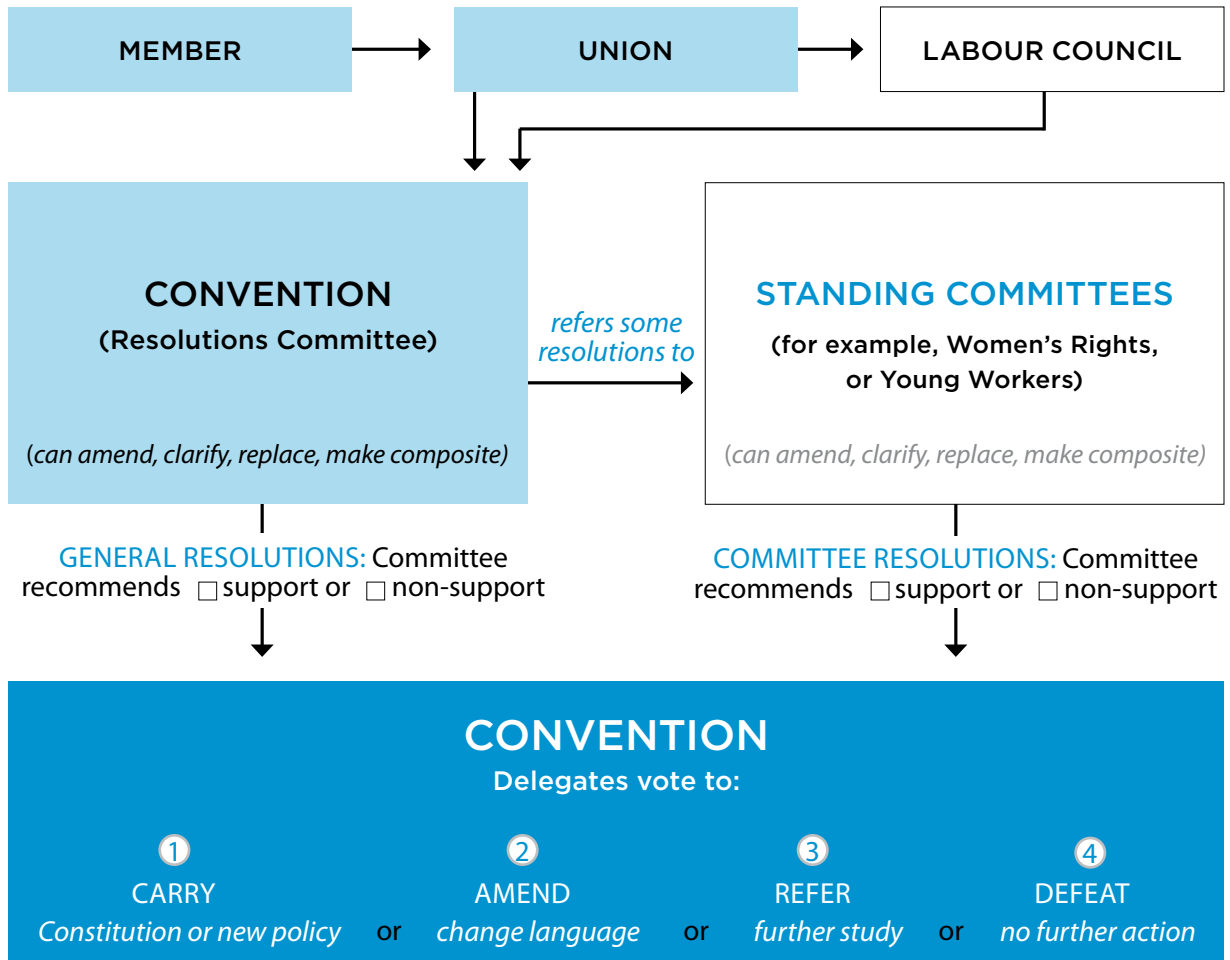 MEMBER
UNION
LABOUR COUNCIL
CONVENTION
(Resolutions Committee)
(can amend, clarify, replace, make composite)
refers some
resolutions to
STANDING COMMITTEES
(for example, Women’s Rights,
or Young Workers)
(can amend, clarify, replace, make composite)
GENERAL RESOLUTIONS: Committee
recommends □ support or □ non-support
COMMITTEE RESOLUTIONS: Committee
recommends □ support or □ non-support
CONVENTION
Delegates vote to:
1
CARRY
Constitution or new policy
or
2
AMEND
change language
or
3
REFER
further study
or
4
DEFEAT
no further action